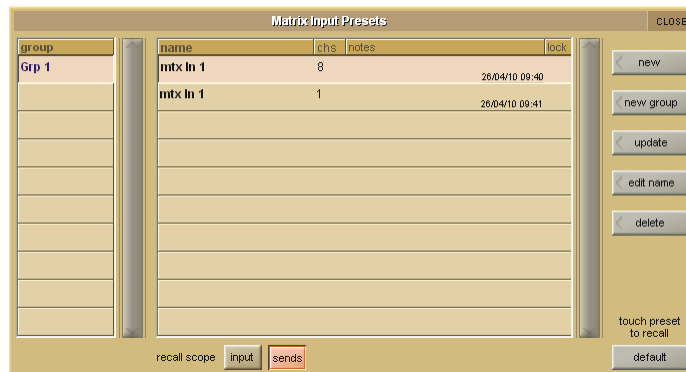 Matrix Input Presets
CLOSE
group
name chs notes lock
Grp 1
mtx In 1 8 26/04/10 09:40
mtx In 1 1 26/04/10 09:41
new
new group
update
edit name
delete
touch preset
to recall
recall scope input sends
default